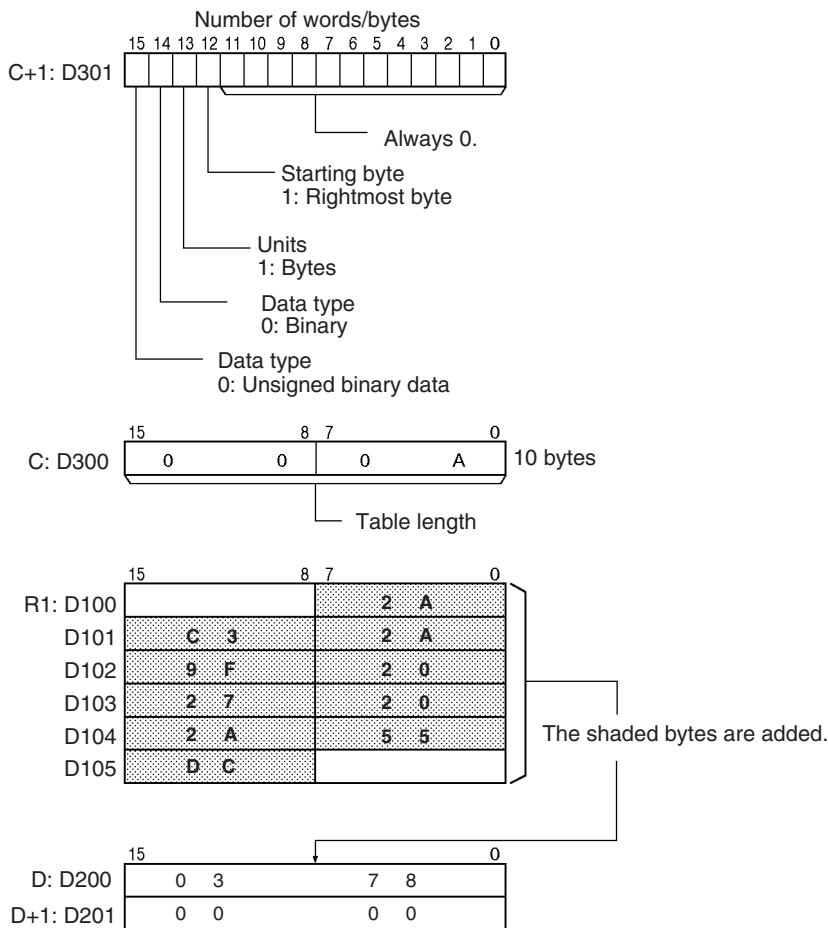 Number of words/bytes
15 14 13 12 11 10 9 8 7 6 5 4 3 2 1 0
C+1: D301
Always 0.
Starting byte
1: Rightmost byte
Units
1: Bytes
Data type
0: Binary
Data type
0: Unsigned binary data
15 8 7 0
C: D300 0 0 0 A 10 bytes
Table length
15 8 7 0
R1: D100 2 A
D101 C 3 2 A
D102 9 F 2 0
D103 2 7 2 0
D104 2 A 5 5
The shaded bytes are added.
D105 D C
15 0
D: D200 0 3 7 8
D+1: D201 0 0 0 0